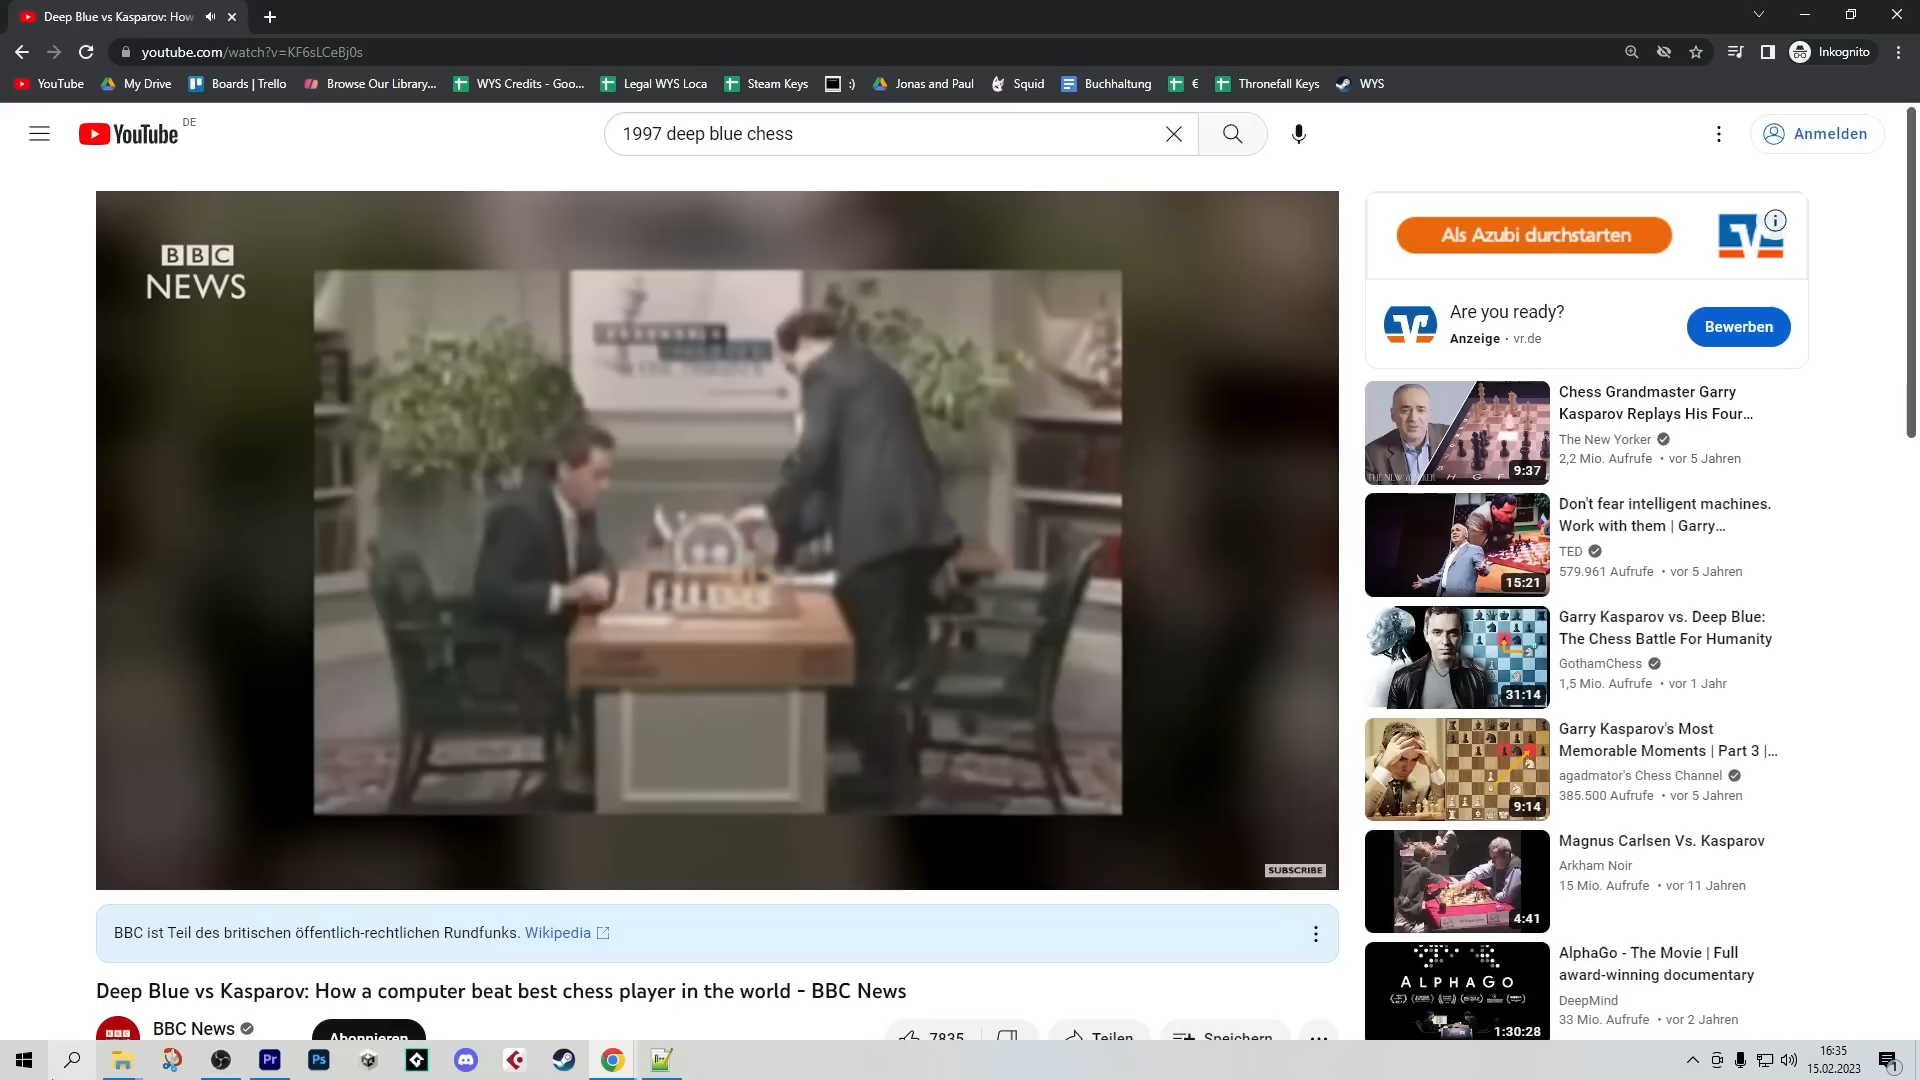 Deep Blue vs Kasparov: How
youtube.com/watch?v=KF6sLCeBj0s
Inkognito
YouTube
My Drive
Boards | Trello
Browse Our Library...
WYS Credits - Goo...
Legal WYS Loca
Steam Keys
:)
Jonas and Paul
Squid
Buchhaltung
€
Thronefall Keys
WYS
YouTube
DE
1997 deep blue chess
Anmelden
BBC
NEWS
SUBSCRIBE
Als Azubi durchstarten
Are you ready?
Anzeige · vr.de
Bewerben
Chess Grandmaster Garry
Kasparov Replays His Four...
The New Yorker
2,2 Mio. Aufrufe • vor 5 Jahren
THE NEW YORKER
9:37
Don't fear intelligent machines.
Work with them | Garry...
TED
579.961 Aufrufe • vor 5 Jahren
15:21
Garry Kasparov vs. Deep Blue:
The Chess Battle For Humanity
GothamChess
1,5 Mio. Aufrufe • vor 1 Jahr
31:14
Garry Kasparov's Most
Memorable Moments | Part 3 |...
agadmator's Chess Channel
385.500 Aufrufe • vor 5 Jahren
9:14
Magnus Carlsen Vs. Kasparov
Arkham Noir
15 Mio. Aufrufe • vor 11 Jahren
4:41
AlphaGo - The Movie | Full
award-winning documentary
DeepMind
33 Mio. Aufrufe • vor 2 Jahren
ALPHAGO
1:30:28
BBC ist Teil des britischen öffentlich-rechtlichen Rundfunks. Wikipedia
Deep Blue vs Kasparov: How a computer beat best chess player in the world - BBC News
BBC News
Abonnieren
7835
Teilen
Speichern
Pr
Ps
16:35
15.02.2023
1